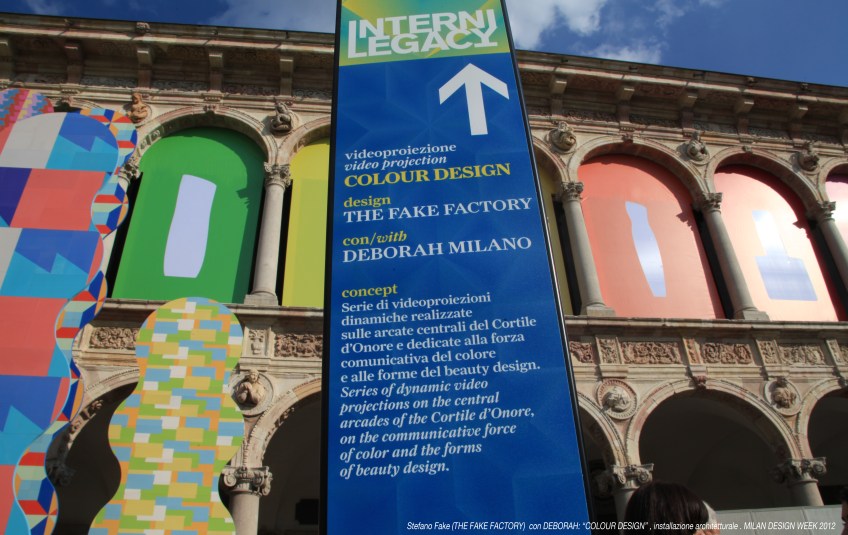 INTERNI
LEGACY
videoproiezione
video projection
COLOUR DESIGN
design
THE FAKE FACTORY
con/with
DEBORAH MILANO
concept
Serie di videoproiezioni
dinamiche realizzate
sulle arcate centrali del Cortile
d'Onore e dedicate alla forza
comunicativa del colore
e alle forme del beauty design.
Series of dynamic video
projections on the central
arcades of the Cortile d'Onore,
on the communicative force
of color and the forms
of beauty design.
Stefano Fake (THE FAKE FACTORY) con DEBORAH: "COLOUR DESIGN" , installazione architetturale . MILAN DESIGN WEEK 2012